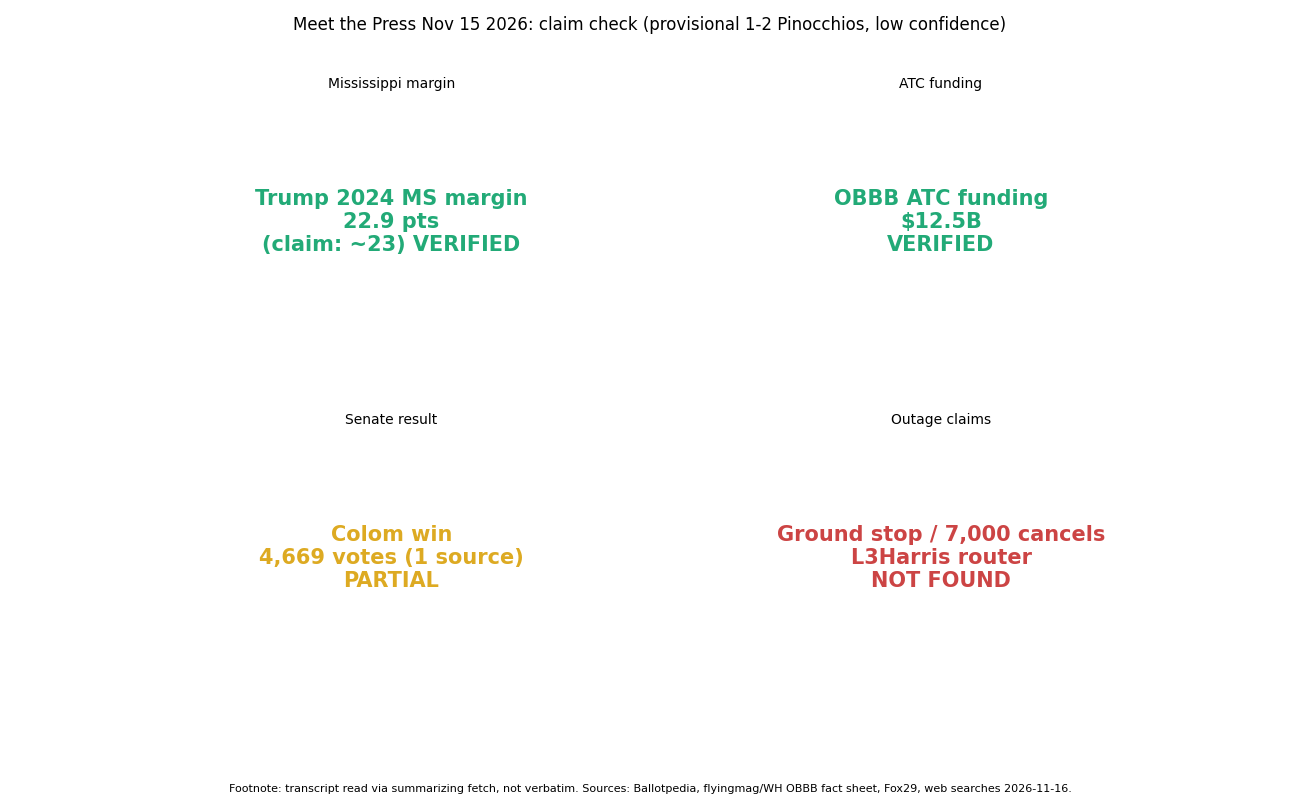 Meet the Press Nov 15 2026: claim check (provisional 1-2 Pinocchios, low confidence)
Mississippi margin
Trump 2024 MS margin
22.9 pts
(claim: ~23) VERIFIED
ATC funding
OBBB ATC funding
$12.5B
VERIFIED
Senate result
Colom win
4,669 votes (1 source)
PARTIAL
Outage claims
Ground stop / 7,000 cancels
L3Harris router
NOT FOUND
Footnote: transcript read via summarizing fetch, not verbatim. Sources: Ballotpedia, flyingmag/WH OBBB fact sheet, Fox29, web searches 2026-11-16.